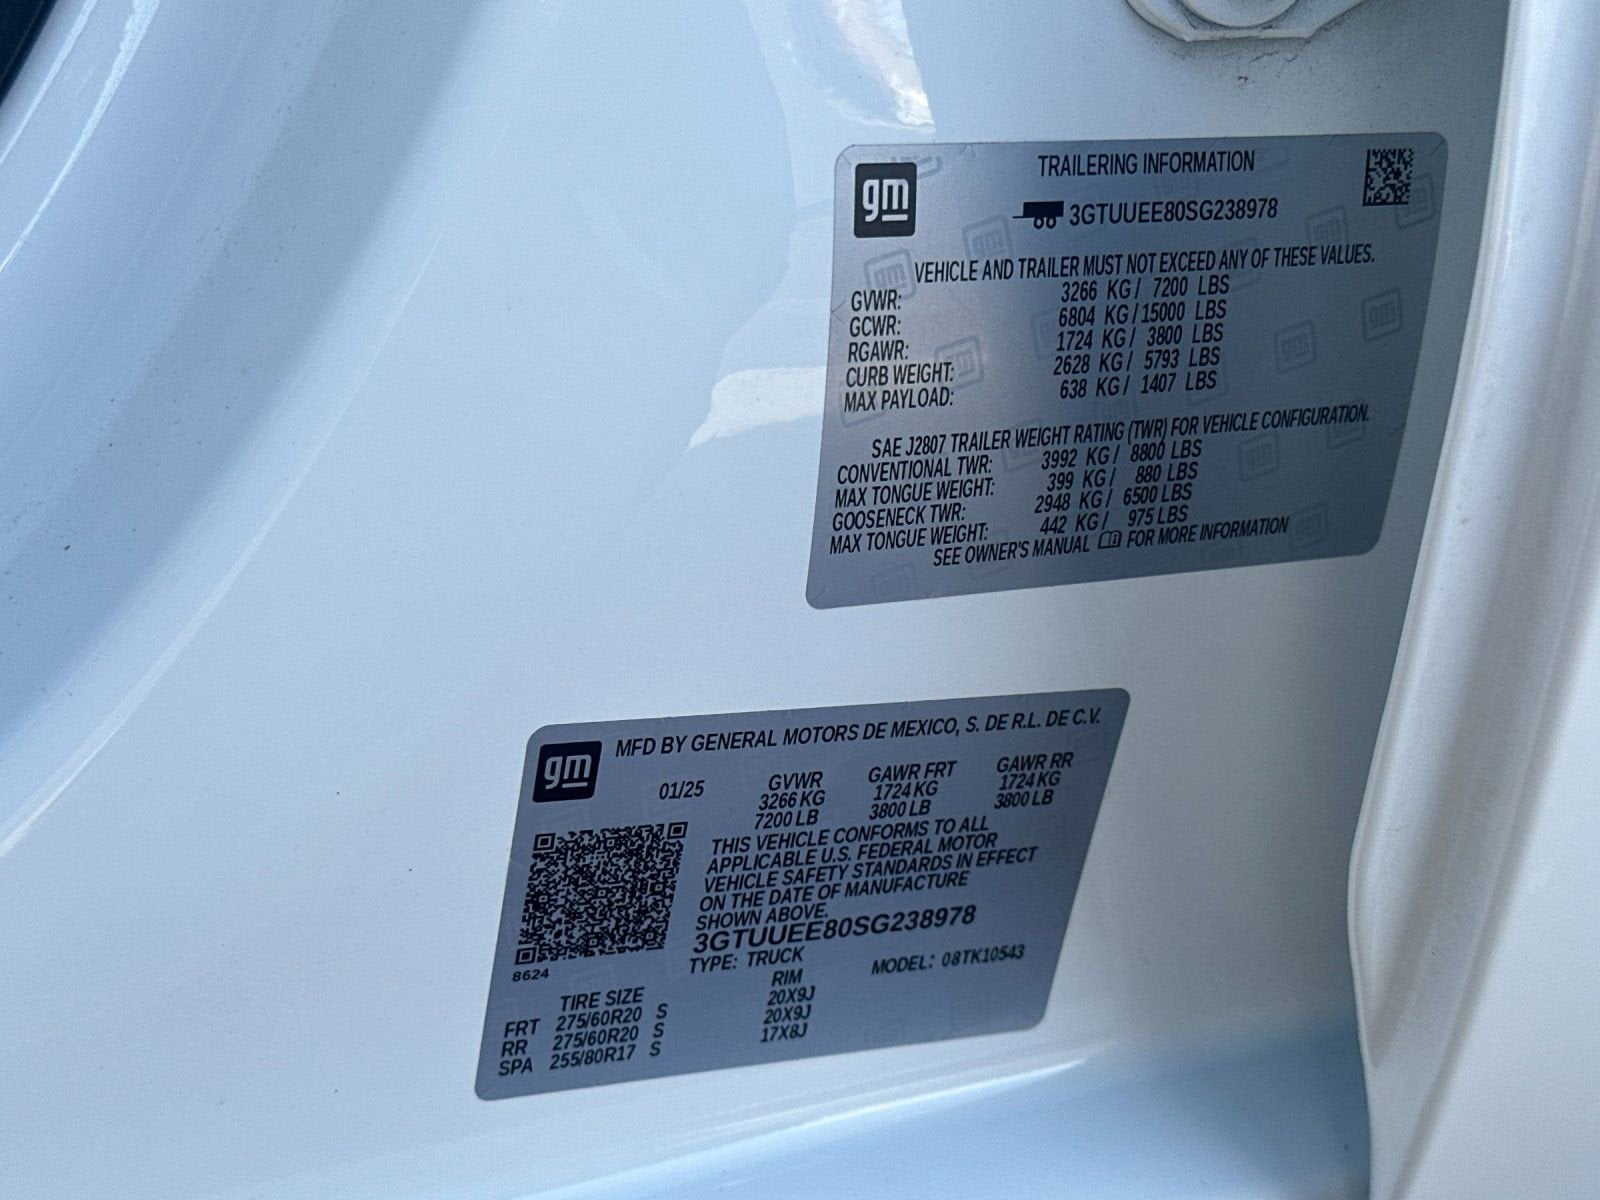 gm
TRAILERING INFORMATION
3GTUUEE80SG238978
VEHICLE AND TRAILER MUST NOT EXCEED ANY OF THESE VALUES.
GVWR: 3266 KG / 7200 LBS
GCWR: 6804 KG / 15000 LBS
RGAWR: 1724 KG / 3800 LBS
CURB WEIGHT: 2628 KG / 5793 LBS
MAX PAYLOAD: 638 KG / 1407 LBS
SAE J2807 TRAILER WEIGHT RATING (TWR) FOR VEHICLE CONFIGURATION.
CONVENTIONAL TWR: 3992 KG / 8800 LBS
MAX TONGUE WEIGHT: 399 KG / 880 LBS
GOOSENECK TWR: 2948 KG / 6500 LBS
MAX TONGUE WEIGHT: 442 KG / 975 LBS
SEE OWNER'S MANUAL FOR MORE INFORMATION
gm
MFD BY GENERAL MOTORS DE MEXICO, S. DE R.L. DE C.V.
01/25 GVWR GAWR FRT GAWR RR
3266 KG 1724 KG 1724 KG
7200 LB 3800 LB 3800 LB
THIS VEHICLE CONFORMS TO ALL
APPLICABLE U.S. FEDERAL MOTOR
VEHICLE SAFETY STANDARDS IN EFFECT
ON THE DATE OF MANUFACTURE
SHOWN ABOVE.
3GTUUEE80SG238978
8624
TYPE: TRUCK MODEL: 08TK10543
TIRE SIZE RIM
FRT 275/60R20 S 20X9J
RR 275/60R20 S 20X9J
SPA 255/80R17 S 17X8J